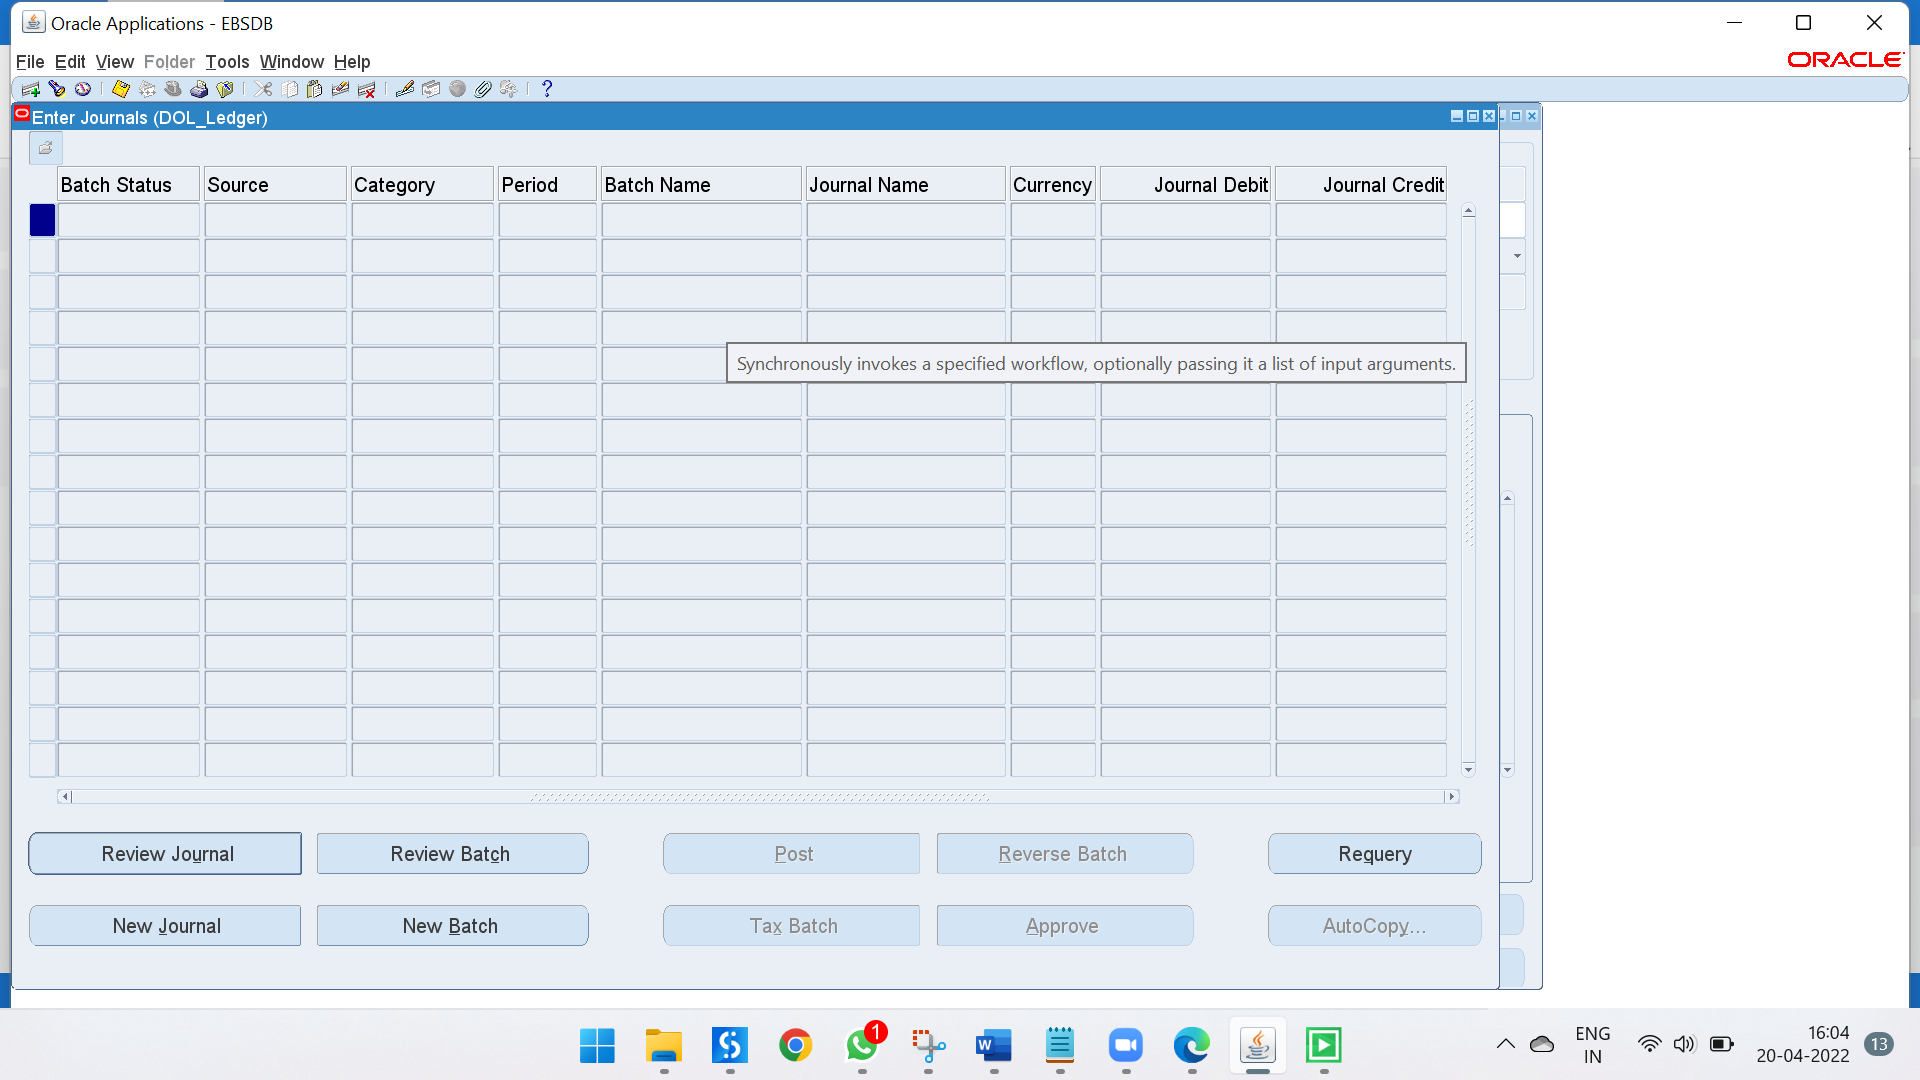 Oracle Applications - EBSDB
File Edit View Folder Tools Window Help
ORACLE
?
Enter Journals (DOL_Ledger)
Batch Status Source Category Period Batch Name Journal Name Currency Journal Debit Journal Credit
Synchronously invokes a specified workflow, optionally passing it a list of input arguments.
Review Journal Review Batch Post Reverse Batch Requery
New Journal New Batch Tax Batch Approve AutoCopy...
1
W
ENG
IN
16:04
20-04-2022
13